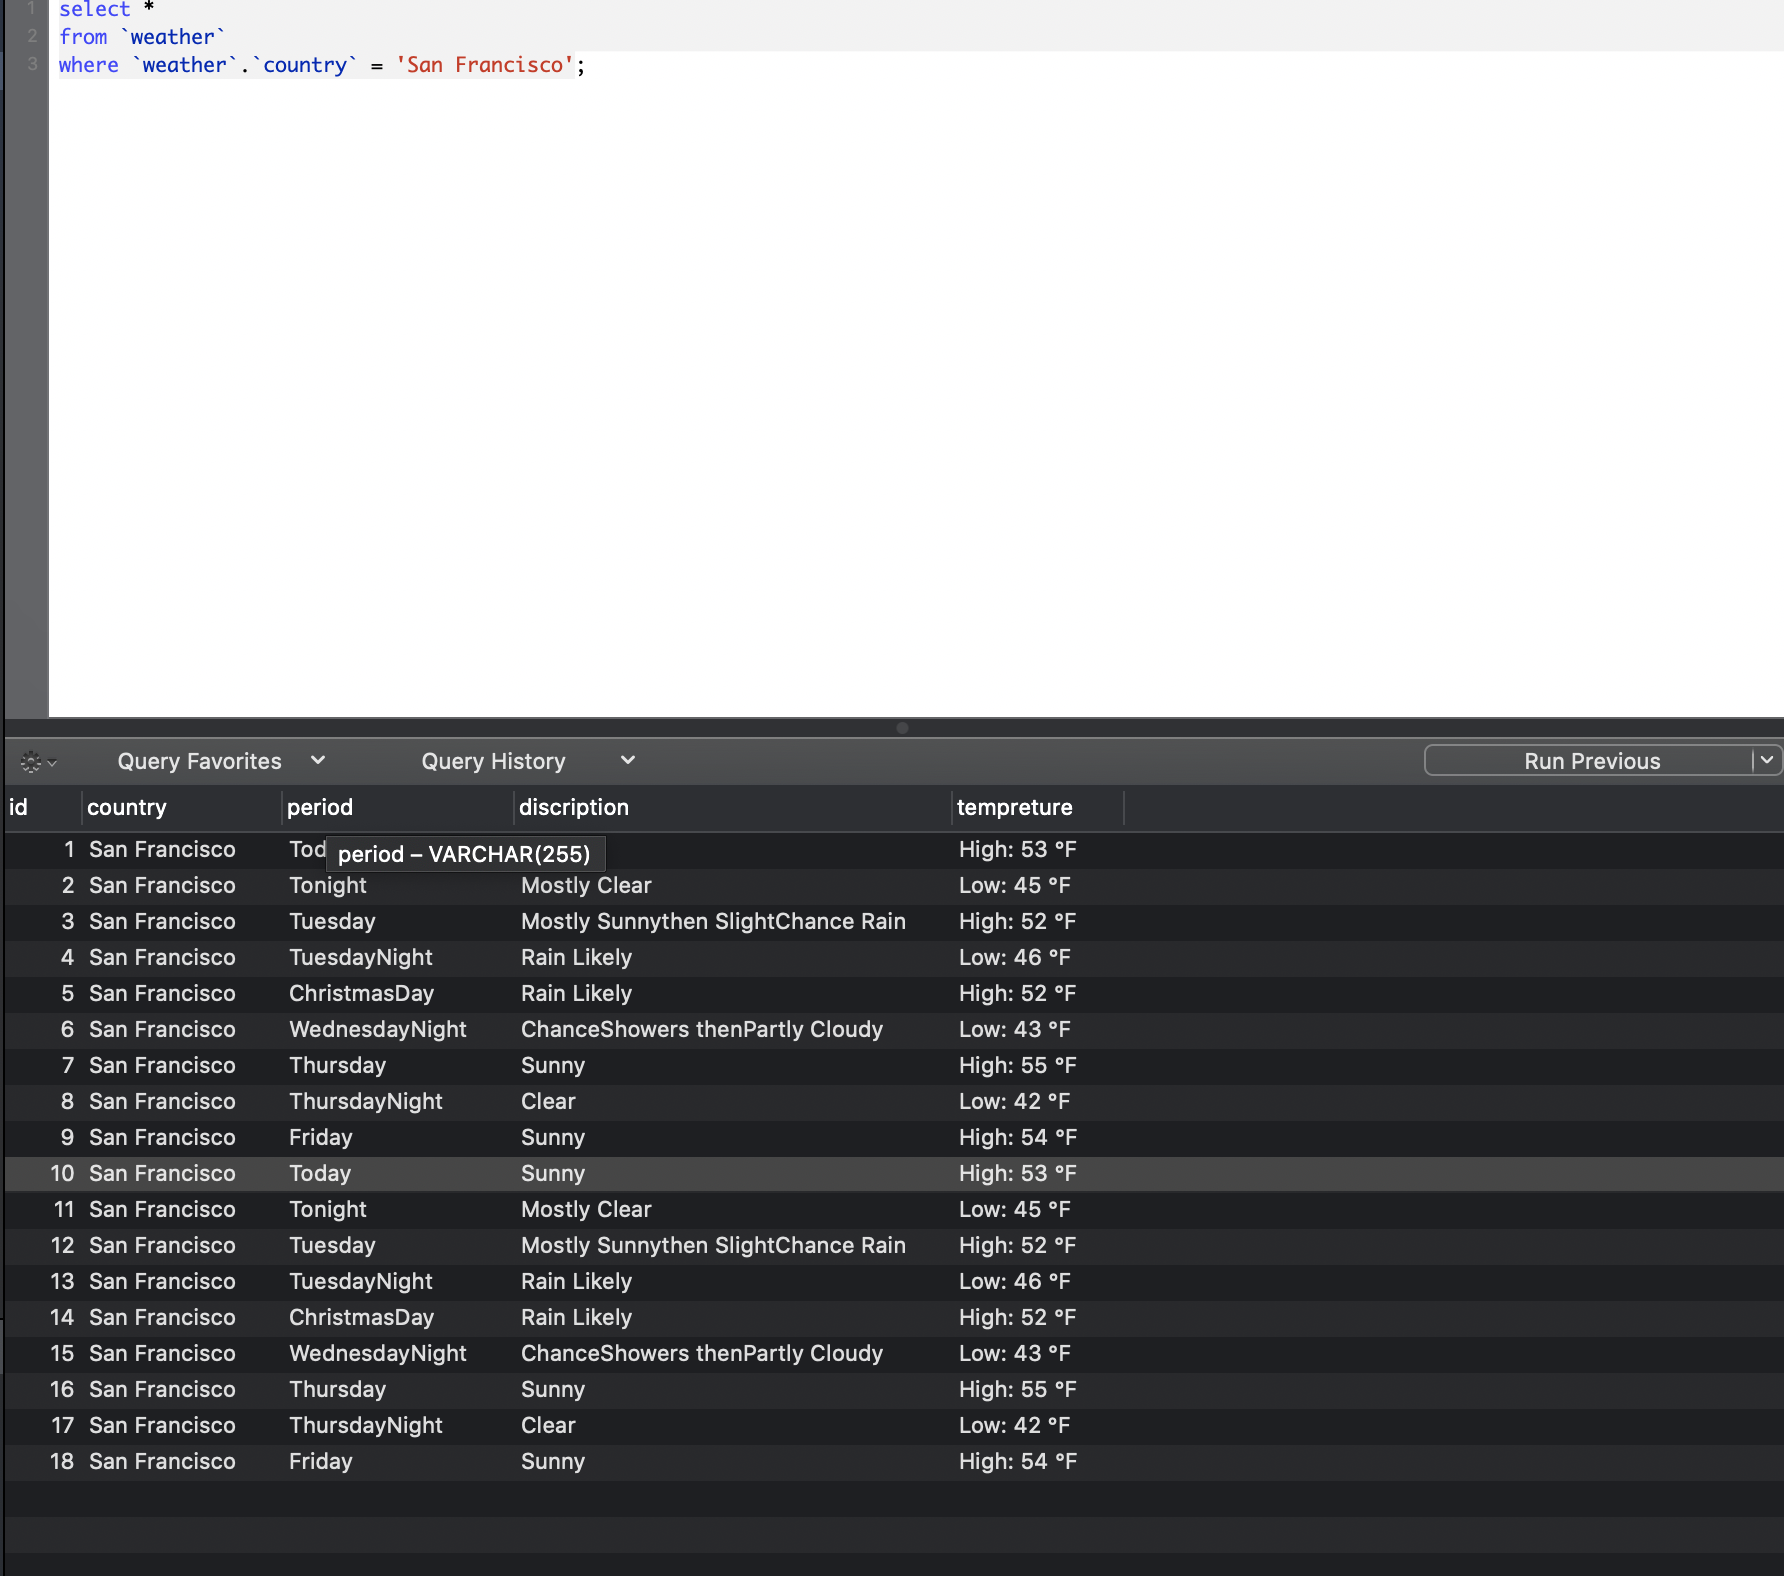 1 select *
2 from `weather`
3 where `weather`.`country` = 'San Francisco';
Query Favorites Query History Run Previous
id country period discription tempreture
1 San Francisco Tod High: 53 °F
period – VARCHAR(255)
2 San Francisco Tonight Mostly Clear Low: 45 °F
3 San Francisco Tuesday Mostly Sunnythen SlightChance Rain High: 52 °F
4 San Francisco TuesdayNight Rain Likely Low: 46 °F
5 San Francisco ChristmasDay Rain Likely High: 52 °F
6 San Francisco WednesdayNight ChanceShowers thenPartly Cloudy Low: 43 °F
7 San Francisco Thursday Sunny High: 55 °F
8 San Francisco ThursdayNight Clear Low: 42 °F
9 San Francisco Friday Sunny High: 54 °F
10 San Francisco Today Sunny High: 53 °F
11 San Francisco Tonight Mostly Clear Low: 45 °F
12 San Francisco Tuesday Mostly Sunnythen SlightChance Rain High: 52 °F
13 San Francisco TuesdayNight Rain Likely Low: 46 °F
14 San Francisco ChristmasDay Rain Likely High: 52 °F
15 San Francisco WednesdayNight ChanceShowers thenPartly Cloudy Low: 43 °F
16 San Francisco Thursday Sunny High: 55 °F
17 San Francisco ThursdayNight Clear Low: 42 °F
18 San Francisco Friday Sunny High: 54 °F